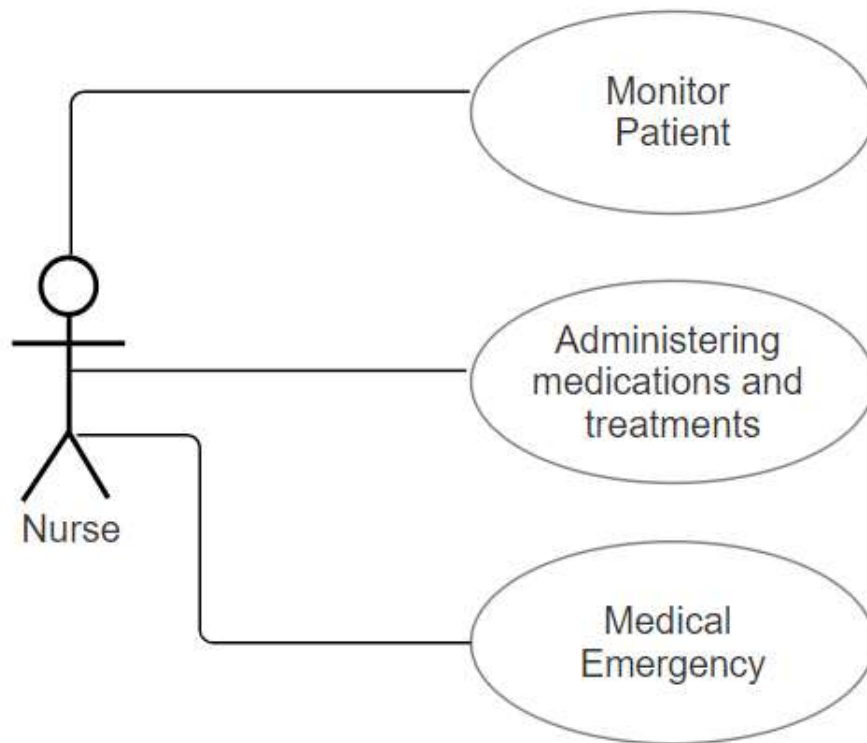 Monitor
Patient
Administering
medications and
treatments
Nurse
Medical
Emergency